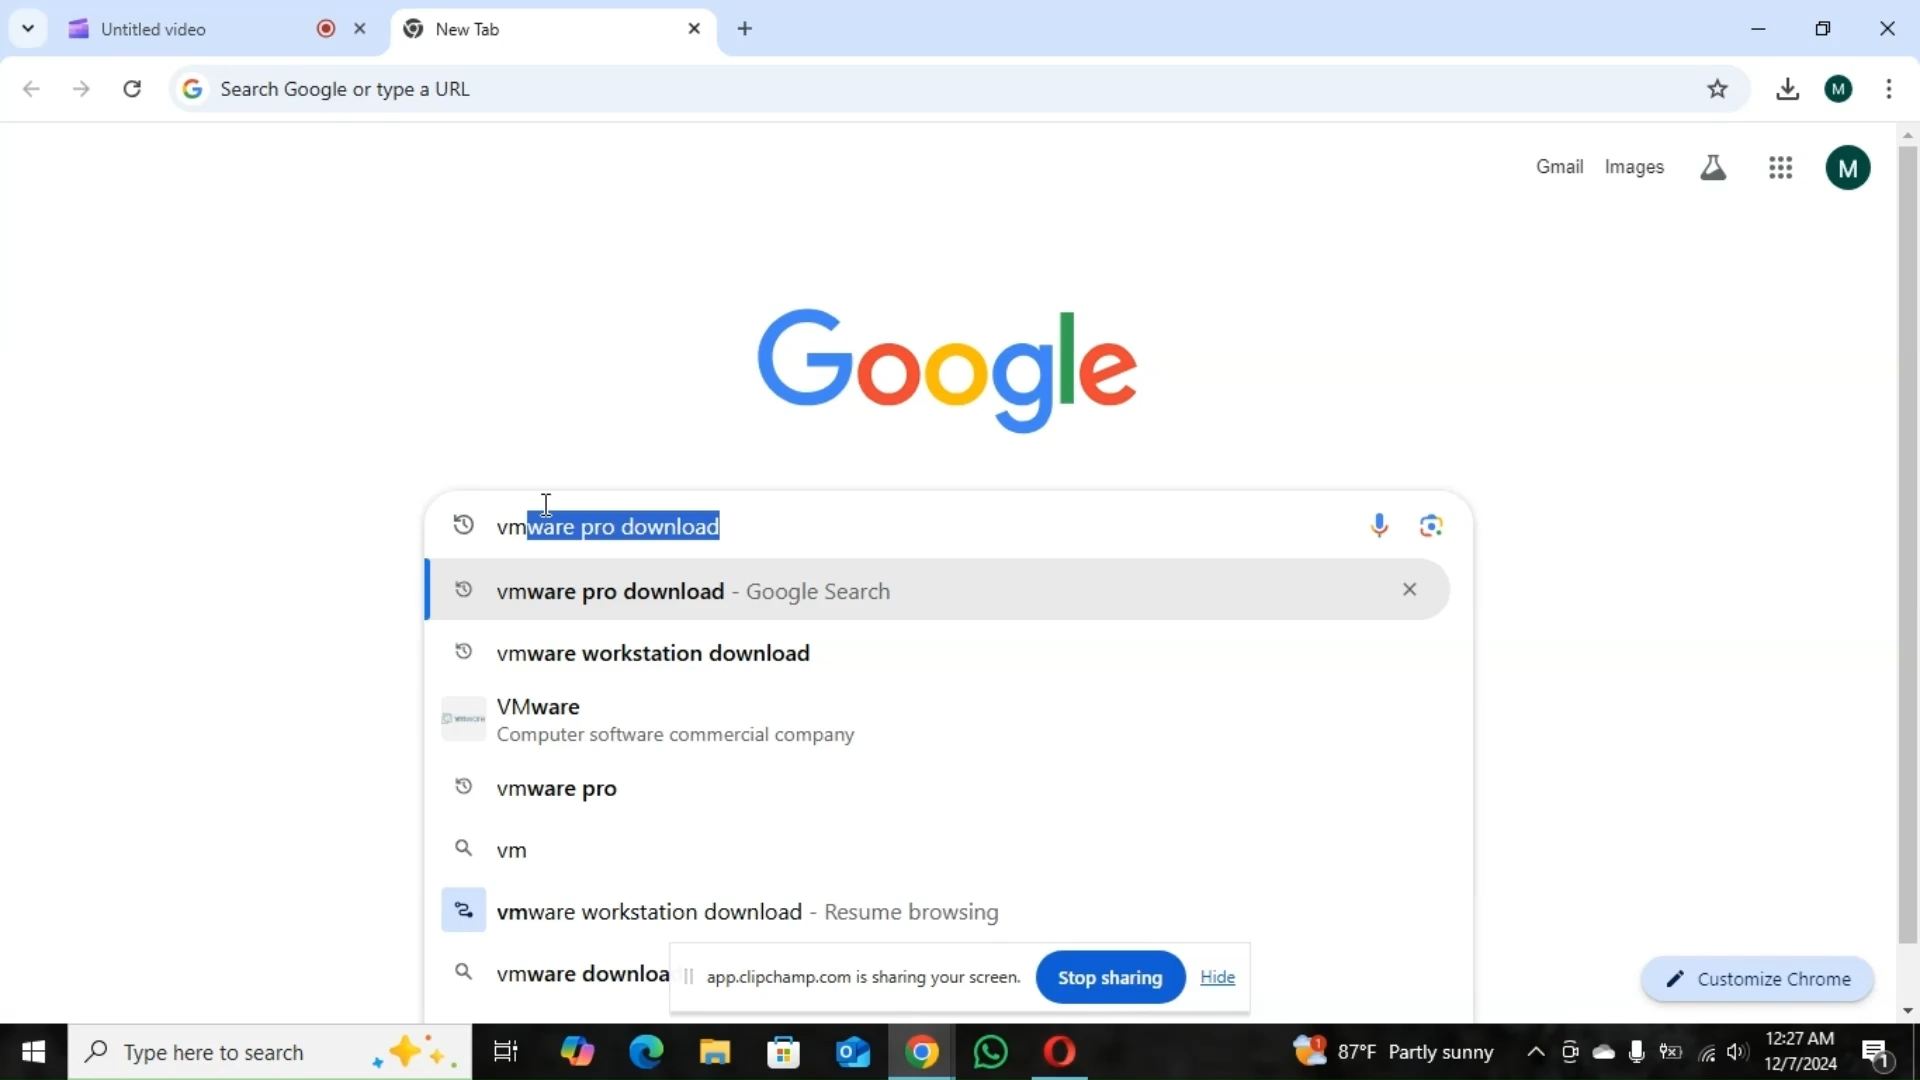 Untitled video
New Tab
Search Google or type a URL
M
Gmail
Images
M
Google
vmware pro download
vmware pro download - Google Search
vmware workstation download
VMware
Computer software commercial company
vmware pro
vm
vmware workstation download - Resume browsing
vmware downloa
app.clipchamp.com is sharing your screen.
Stop sharing
Hide
Customize Chrome
Type here to search
87°F Partly sunny
12:27 AM
12/7/2024
1
1